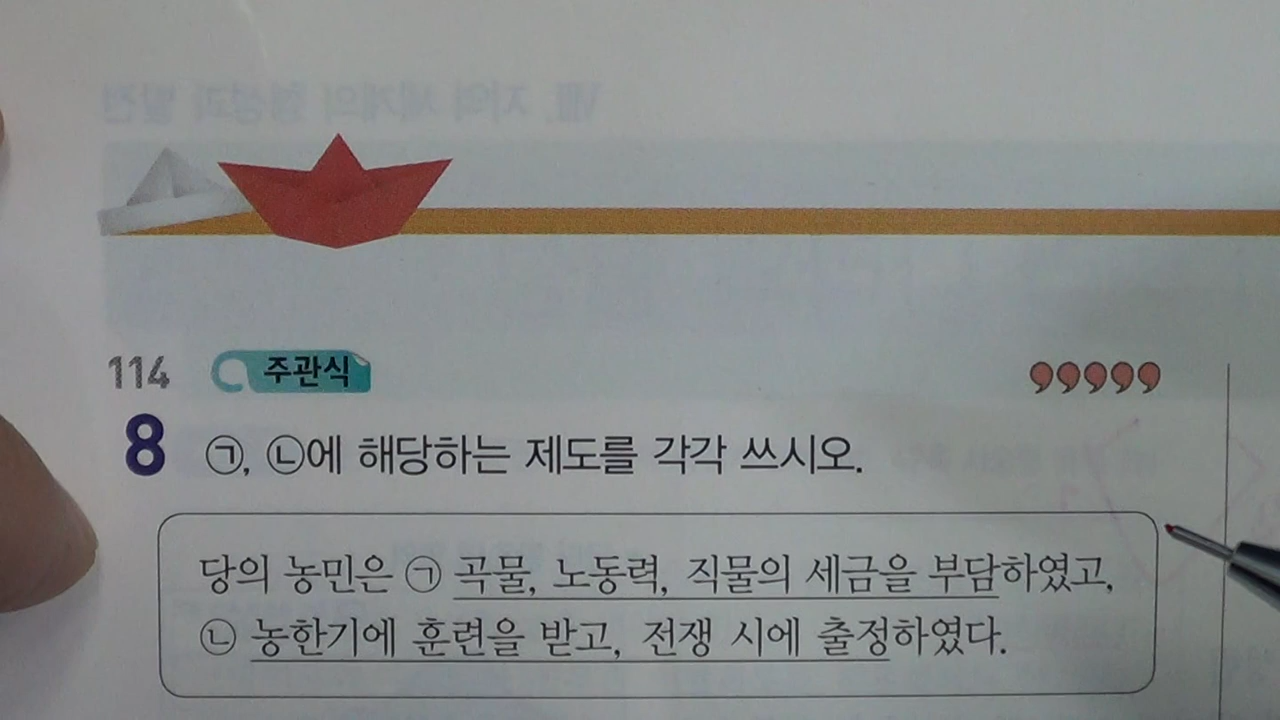 114 주관식
8 ㉠, ㉡에 해당하는 제도를 각각 쓰시오.
당의 농민은 ㉠ 곡물, 노동력, 직물의 세금을 부담하였고,
㉡ 농한기에 훈련을 받고, 전쟁 시에 출정하였다.